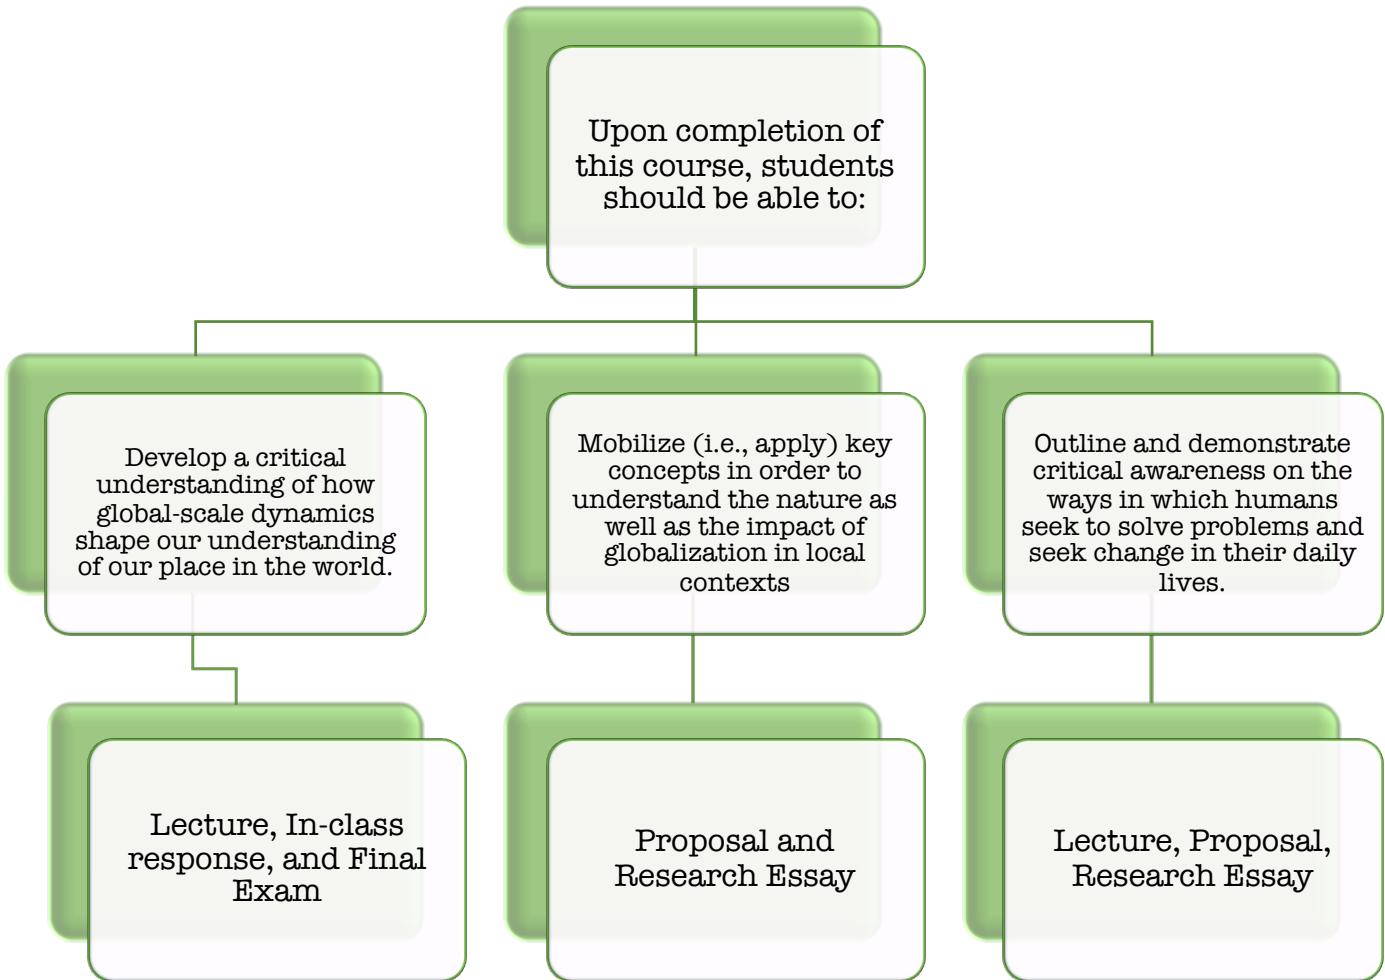 Upon completion of
this course, students
should be able to:
Develop a critical
understanding of how
global-scale dynamics
shape our understanding
of our place in the world.
Mobilize (i.e., apply) key
concepts in order to
understand the nature as
well as the impact of
globalization in local
contexts
Outline and demonstrate
critical awareness on the
ways in which humans
seek to solve problems and
seek change in their daily
lives.
Lecture, In-class
response, and Final
Exam
Proposal and
Research Essay
Lecture, Proposal,
Research Essay